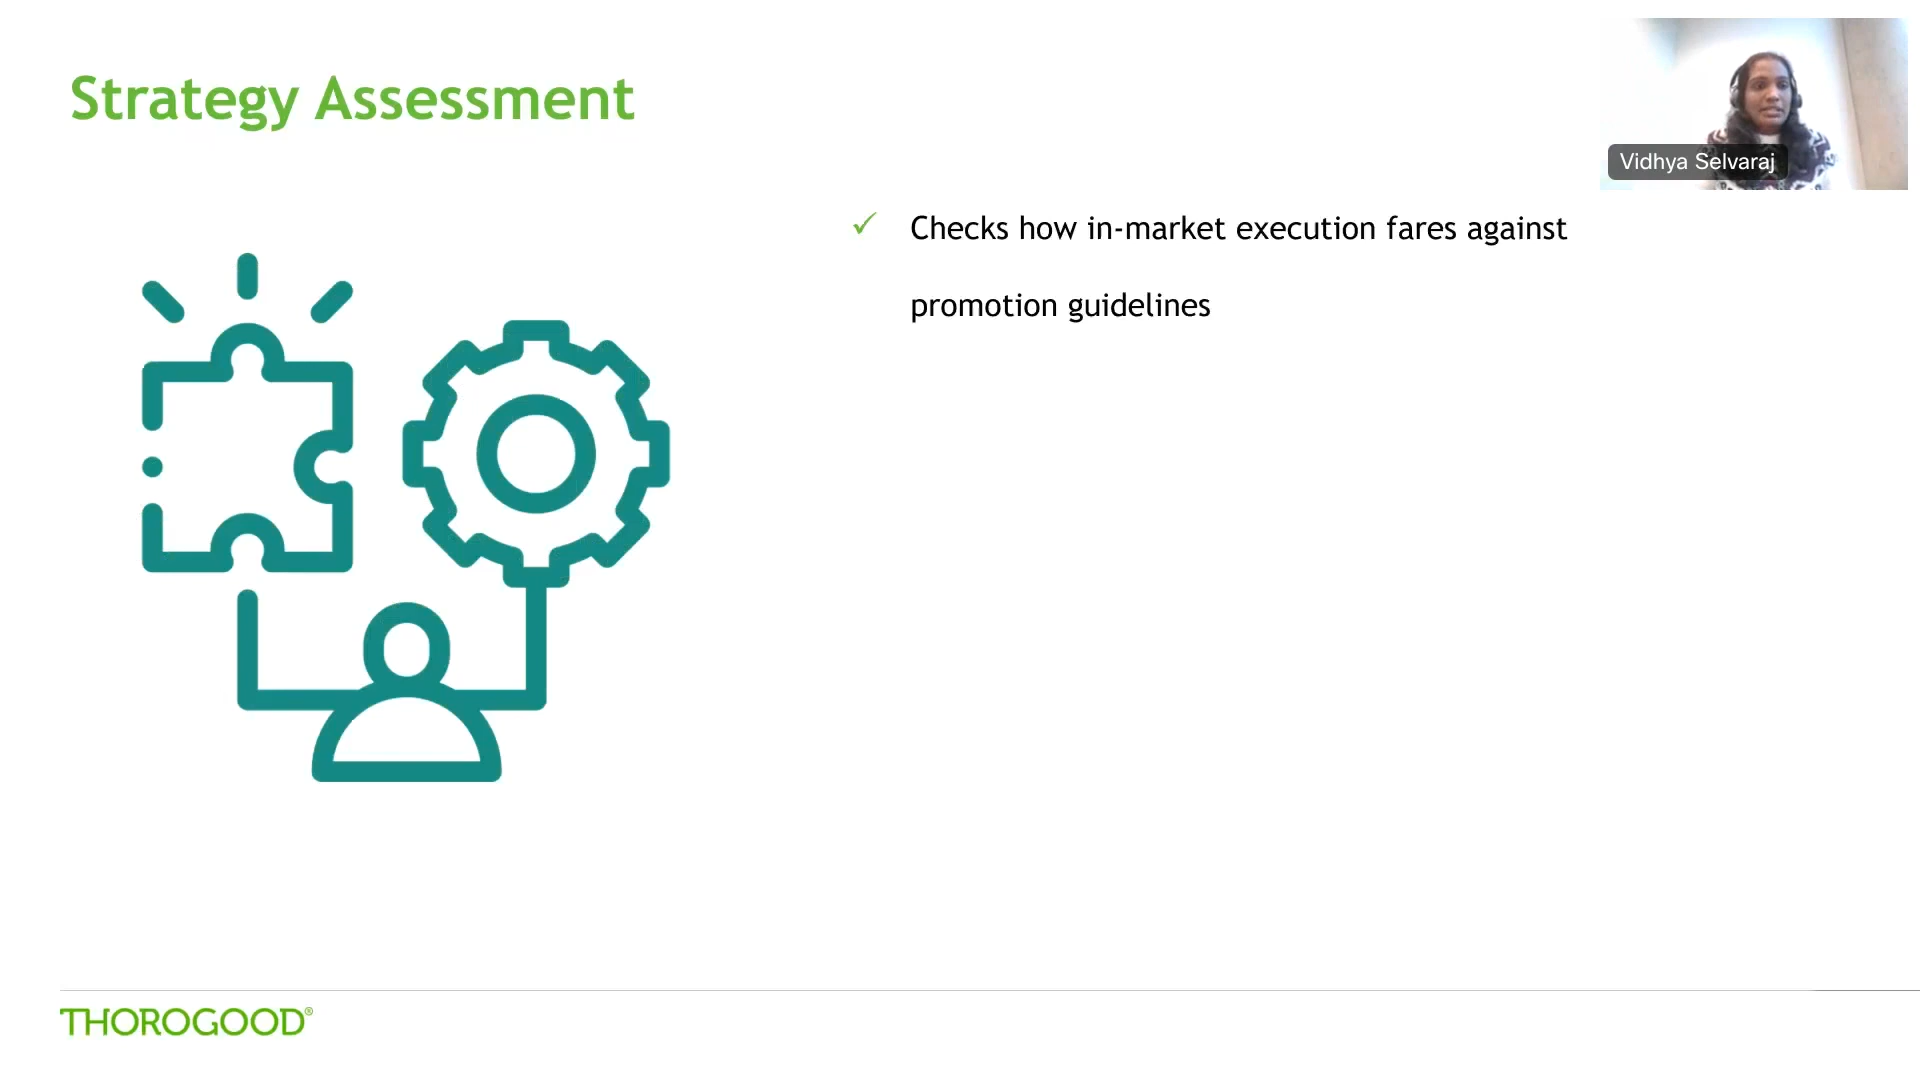 Strategy Assessment
Vidhya Selvaraj
✓ Checks how in-market execution fares against
promotion guidelines
THOROGOOD®